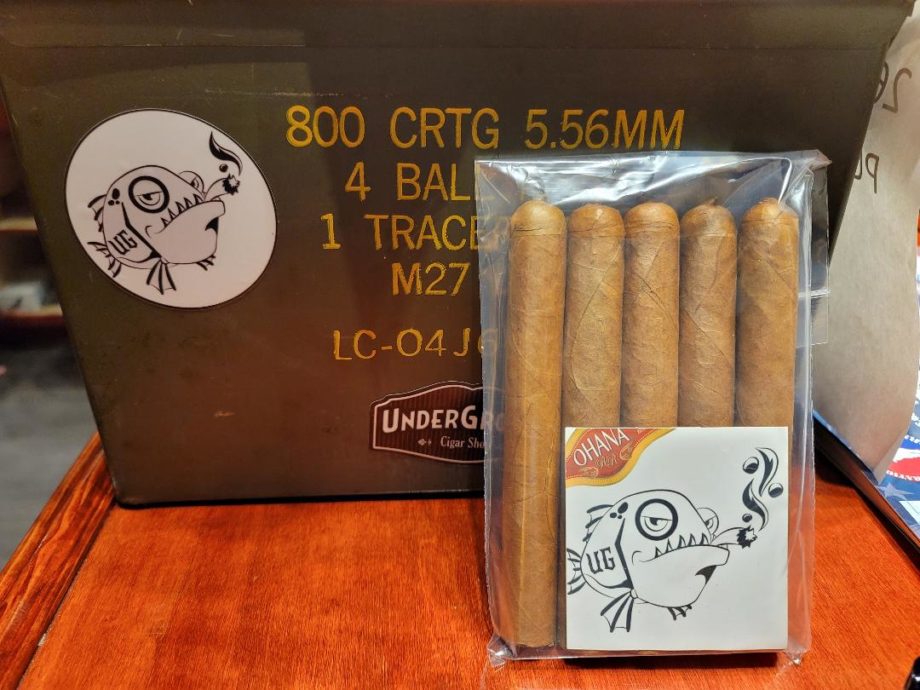 800 CRTG 5.56MM
4 BAL
1 TRACE
M27
LC-04J
UG
UNDERGRO
Cigar Sho
OHANA
UG